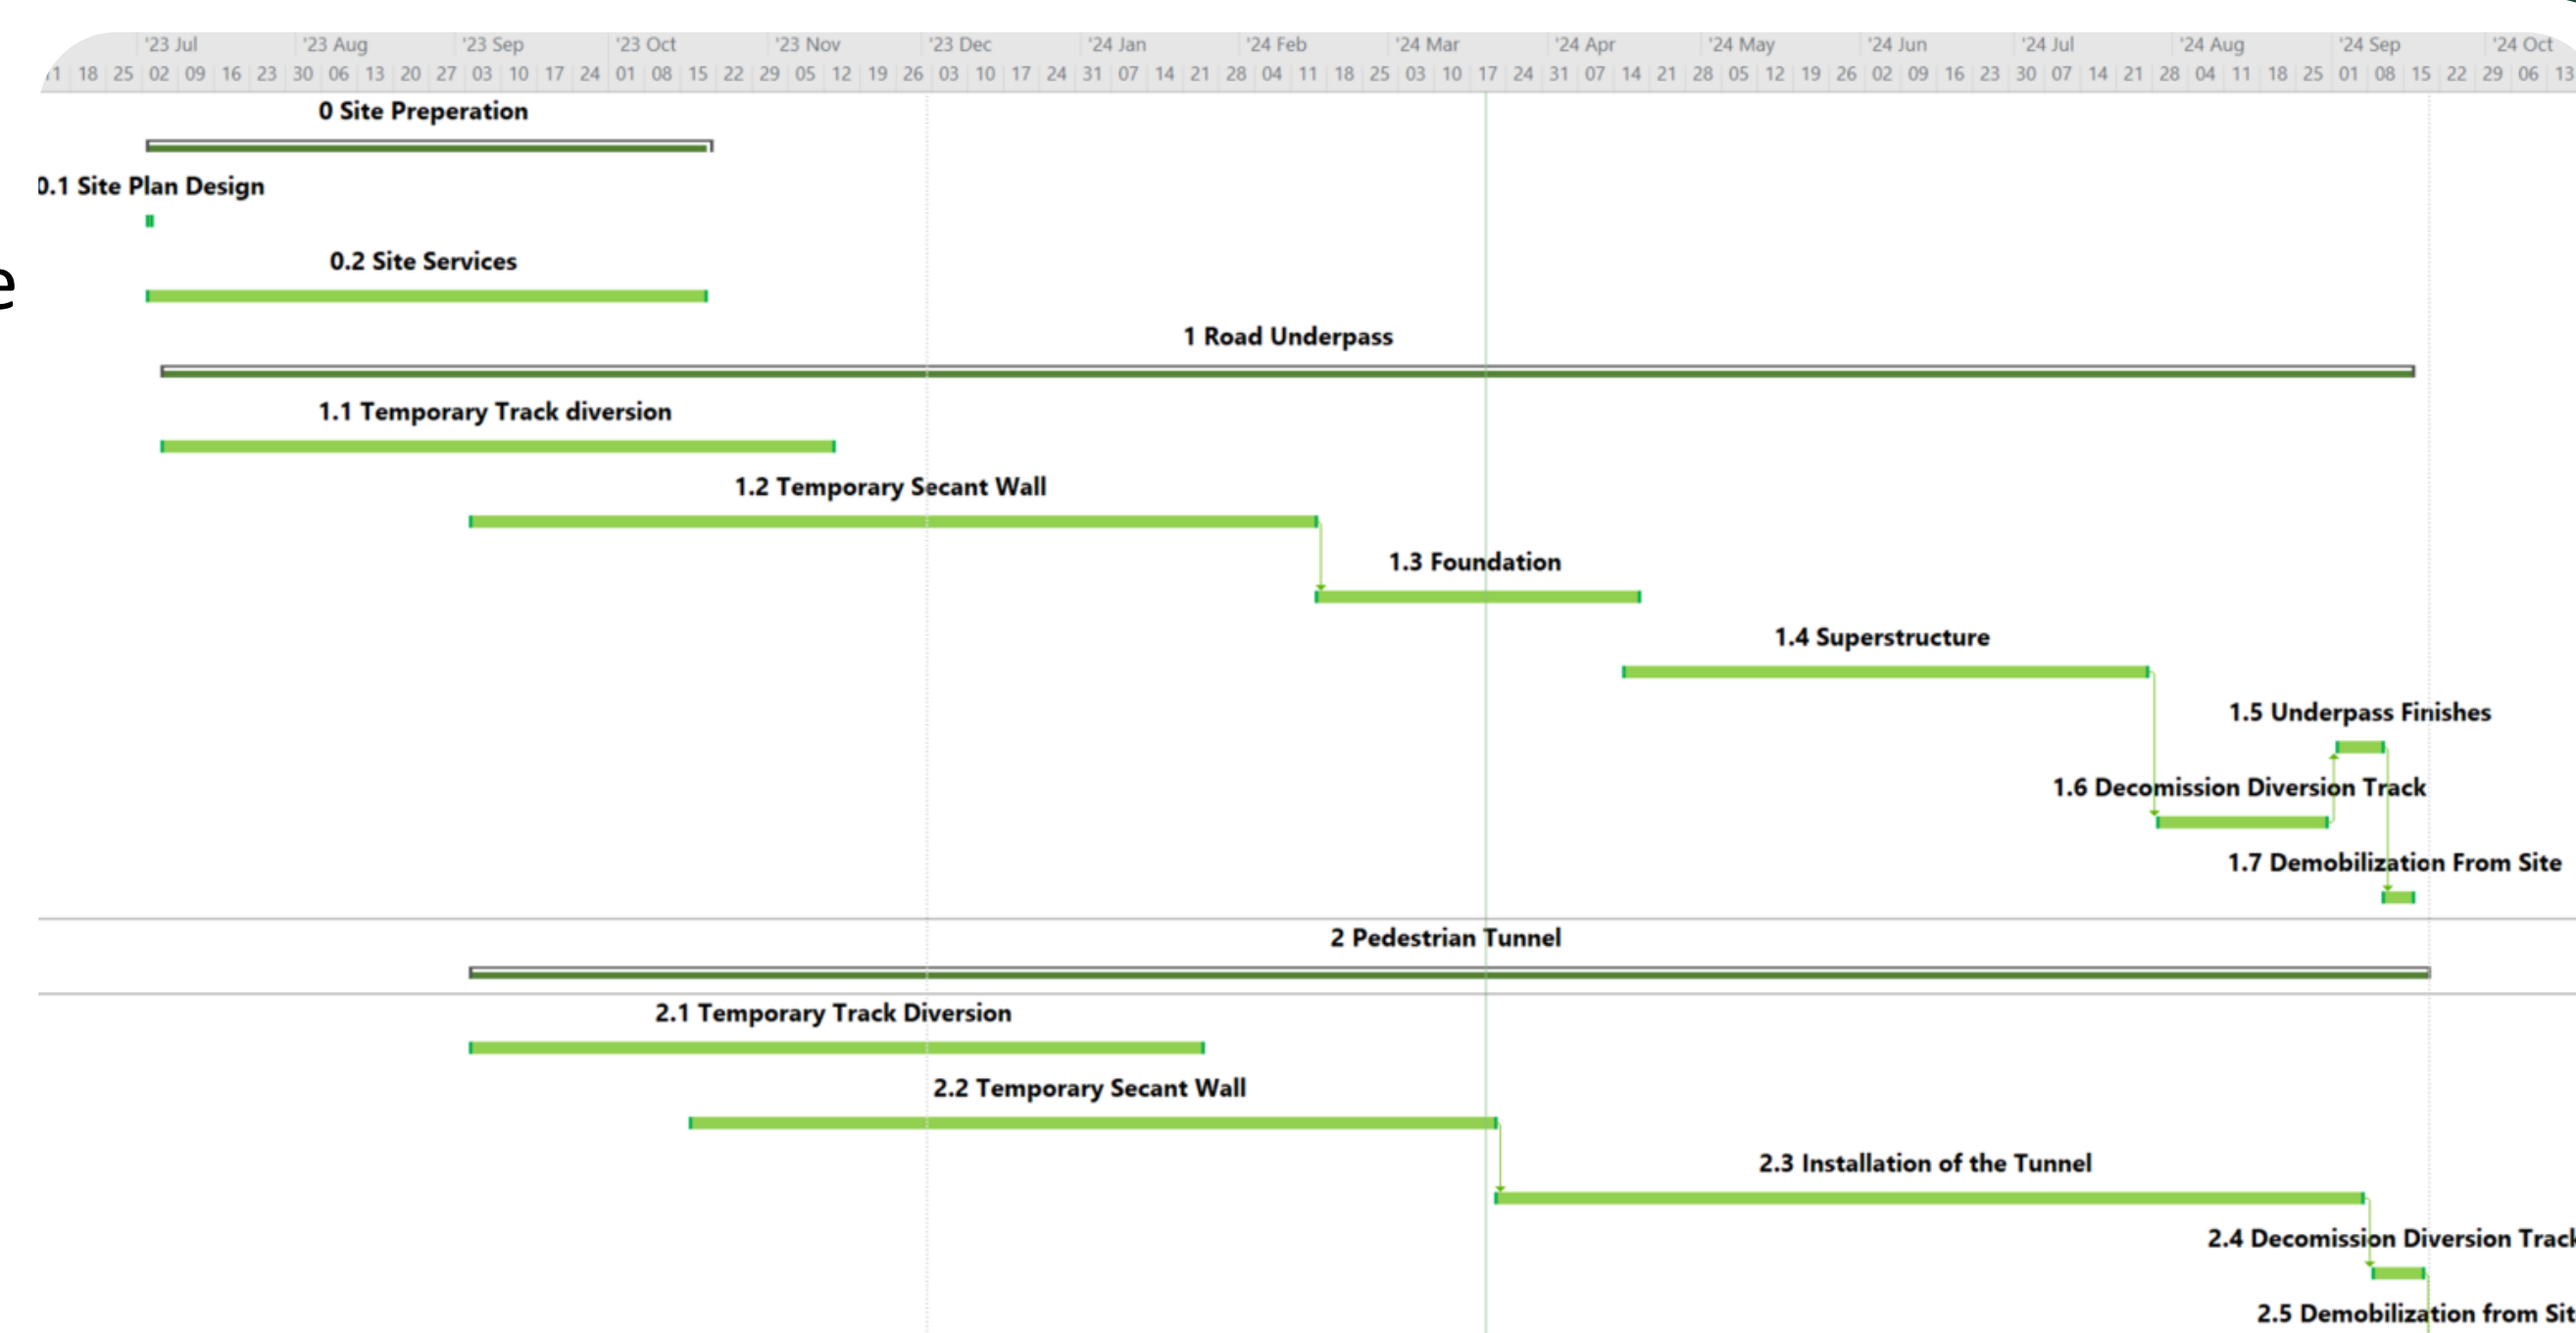 '23 Jul '23 Aug '23 Sep '23 Oct '23 Nov '23 Dec '24 Jan '24 Feb '24 Mar '24 Apr '24 May '24 Jun '24 Jul '24 Aug '24 Sep '24 Oct
18 25 02 09 16 23 30 06 13 20 27 03 10 17 24 01 08 15 22 29 05 12 19 26 03 10 17 24 31 07 14 21 28 04 11 18 25 03 10 17 24 31 07 14 21 28 05 12 19 26 02 09 16 23 30 07 14 21 28 04 11 18 25 01 08 15 22 29 06 13
0 Site Preperation
0.1 Site Plan Design
0.2 Site Services
e
1 Road Underpass
1.1 Temporary Track diversion
1.2 Temporary Secant Wall
1.3 Foundation
1.4 Superstructure
1.5 Underpass Finishes
1.6 Decomission Diversion Track
1.7 Demobilization From Site
2 Pedestrian Tunnel
2.1 Temporary Track Diversion
2.2 Temporary Secant Wall
2.3 Installation of the Tunnel
2.4 Decomission Diversion Track
2.5 Demobilization from Sit